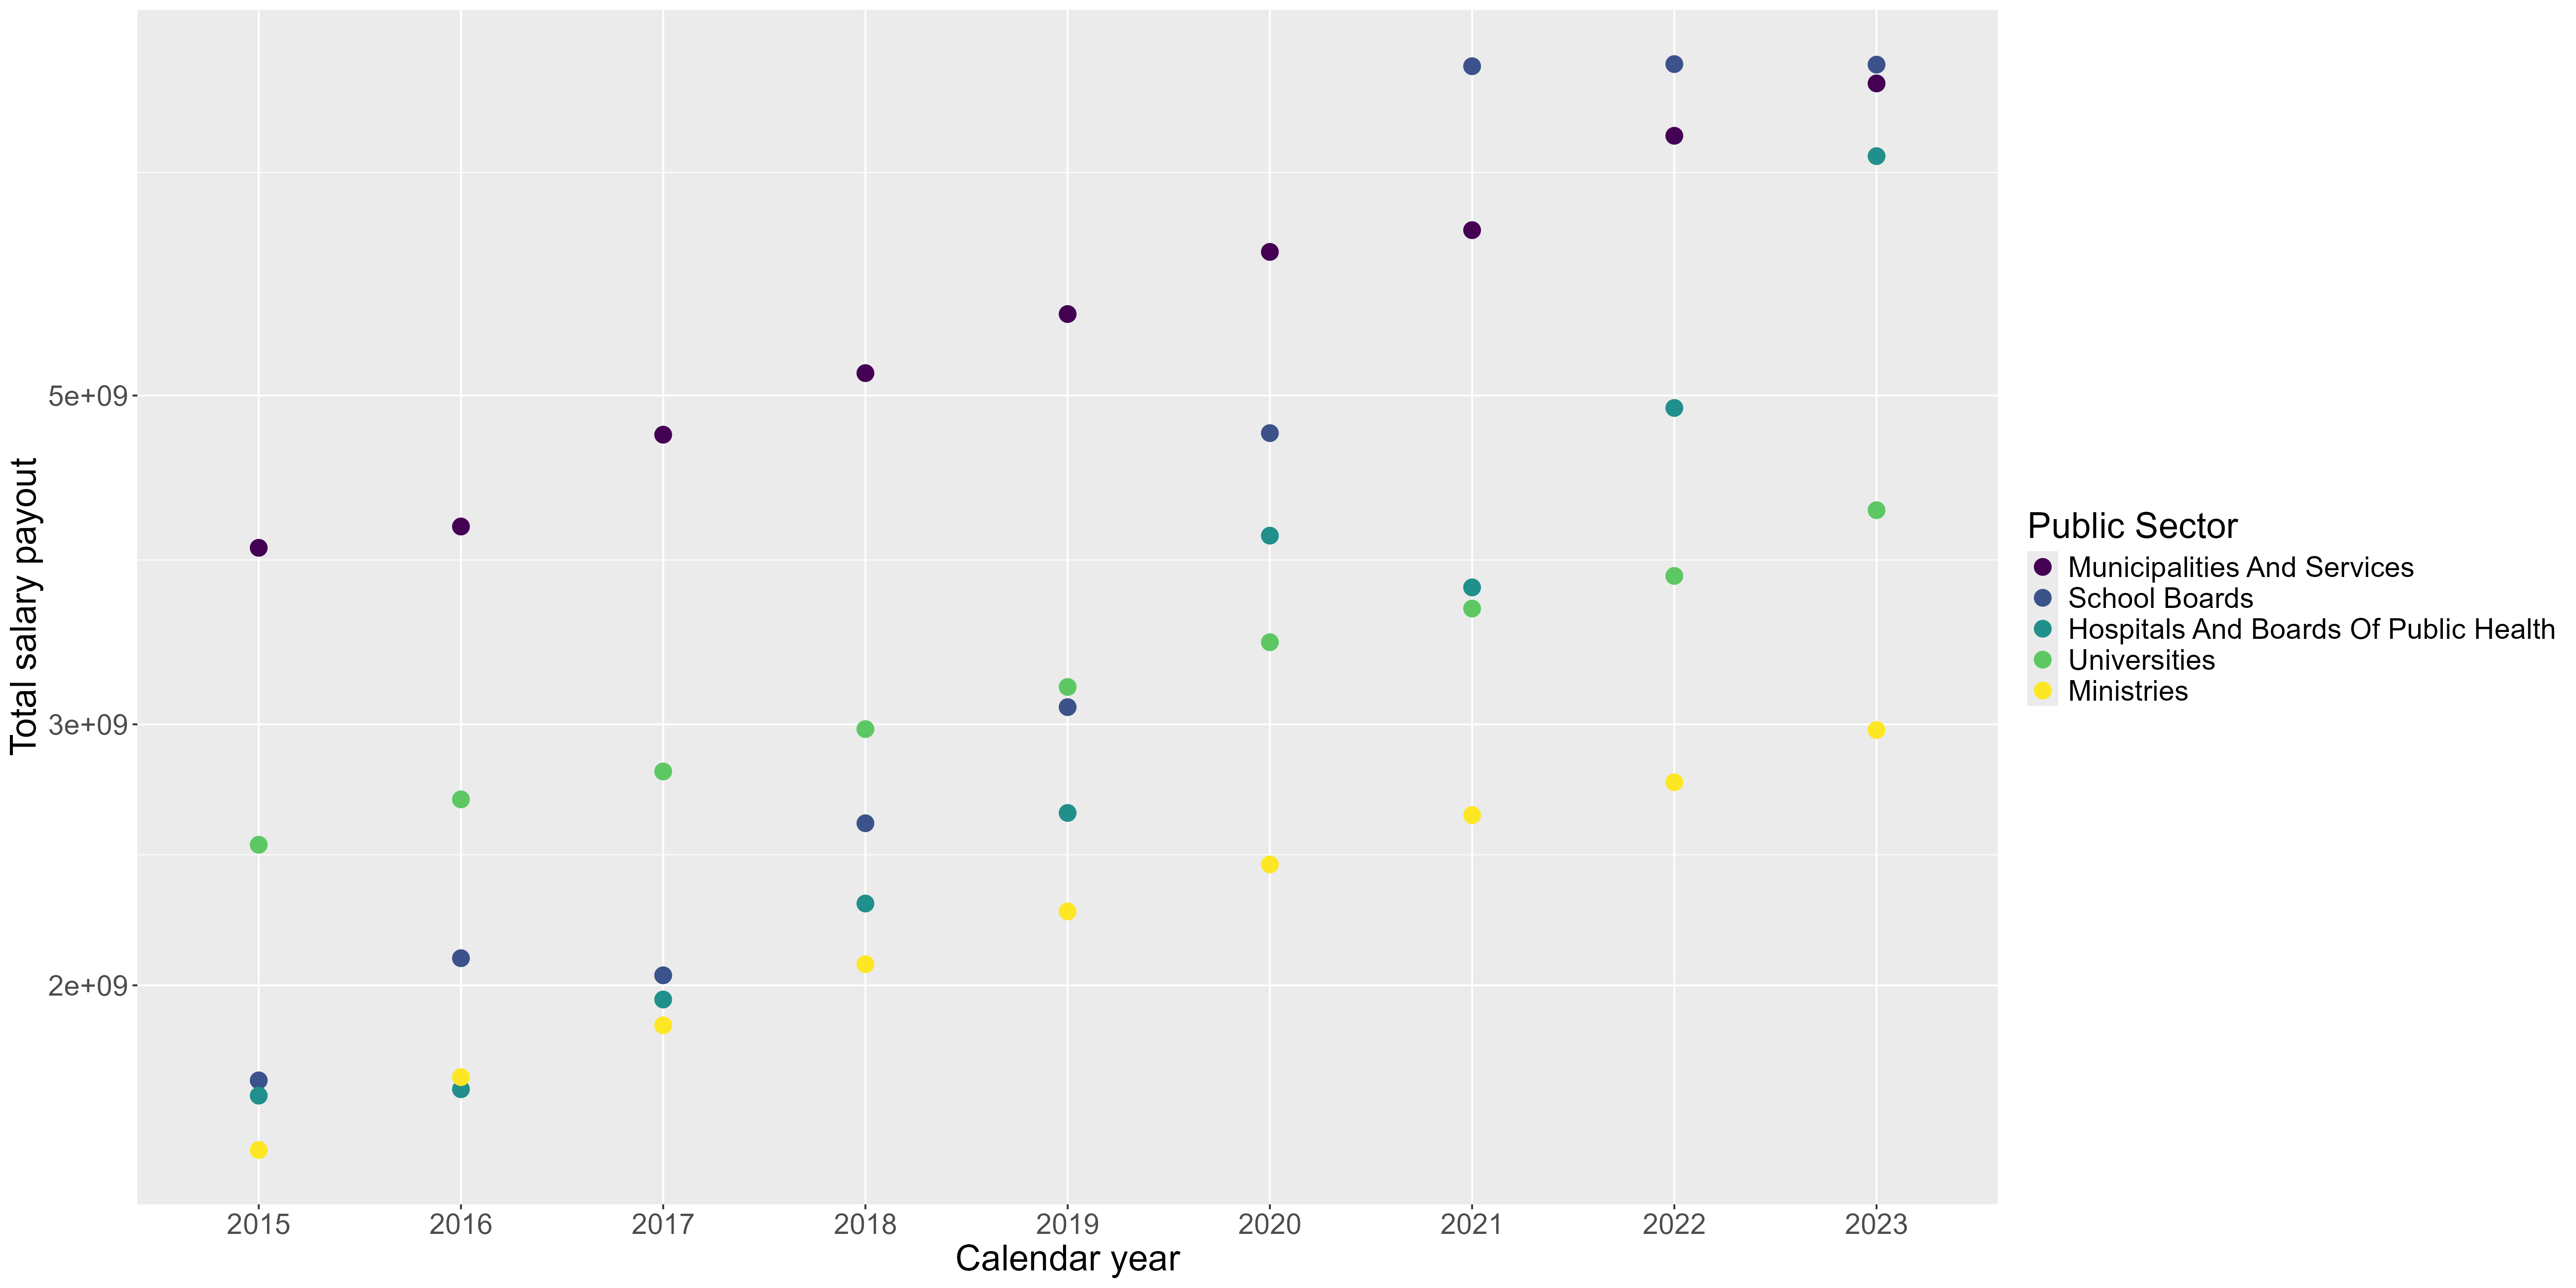 Total salary payout
5e+09
3e+09
2e+09
2015 2016 2017 2018 2019 2020 2021 2022 2023
Calendar year
Public Sector
Municipalities And Services
School Boards
Hospitals And Boards Of Public Health
Universities
Ministries